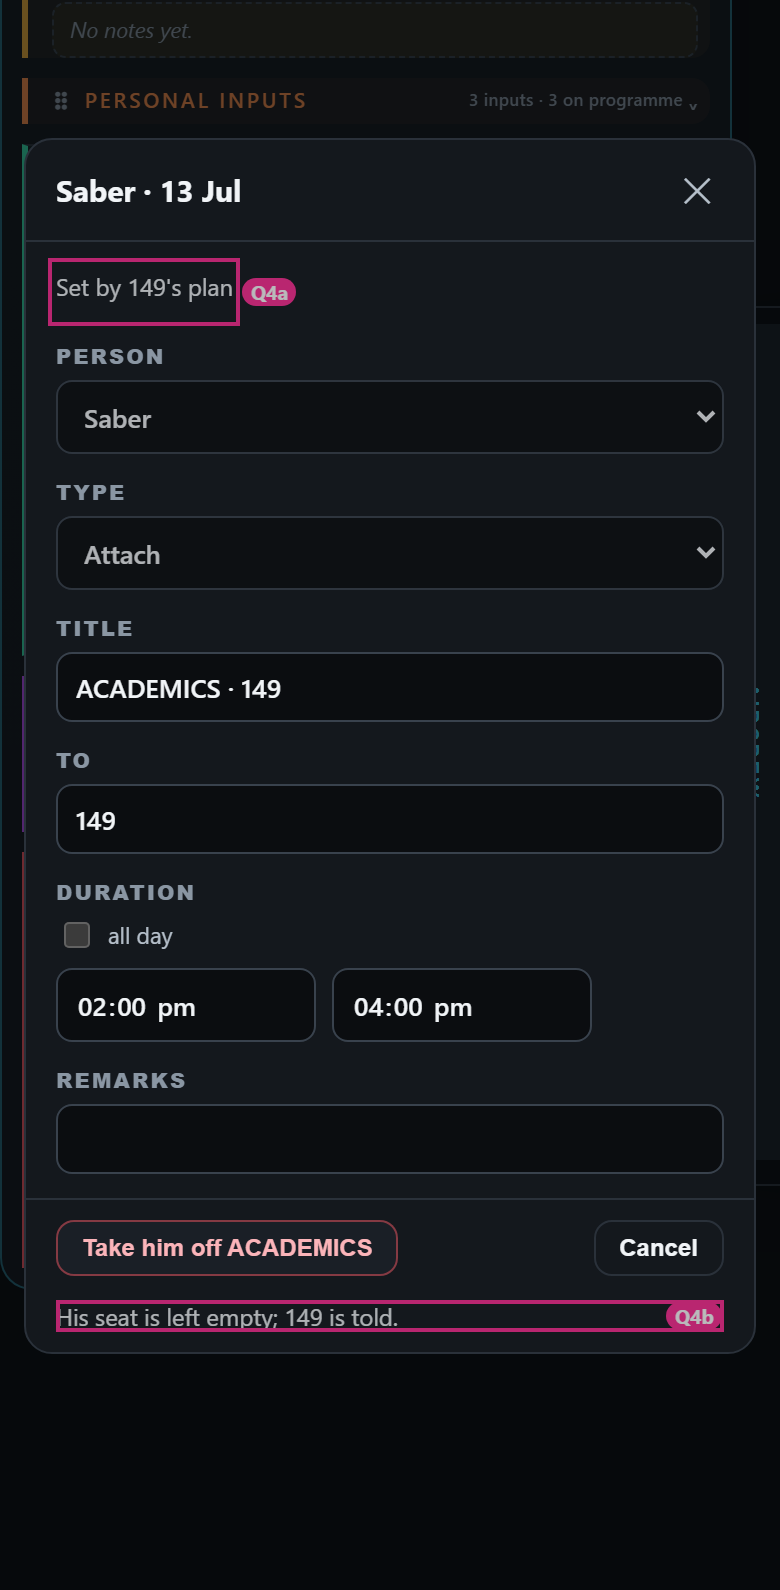 No notes yet.
PERSONAL INPUTS 3 inputs · 3 on programme
Saber · 13 Jul
Set by 149's plan Q4a
PERSON
Saber
TYPE
Attach
TITLE
ACADEMICS · 149
TO
149
DURATION
all day
02:00 pm 04:00 pm
REMARKS
Take him off ACADEMICS Cancel
His seat is left empty; 149 is told. Q4b